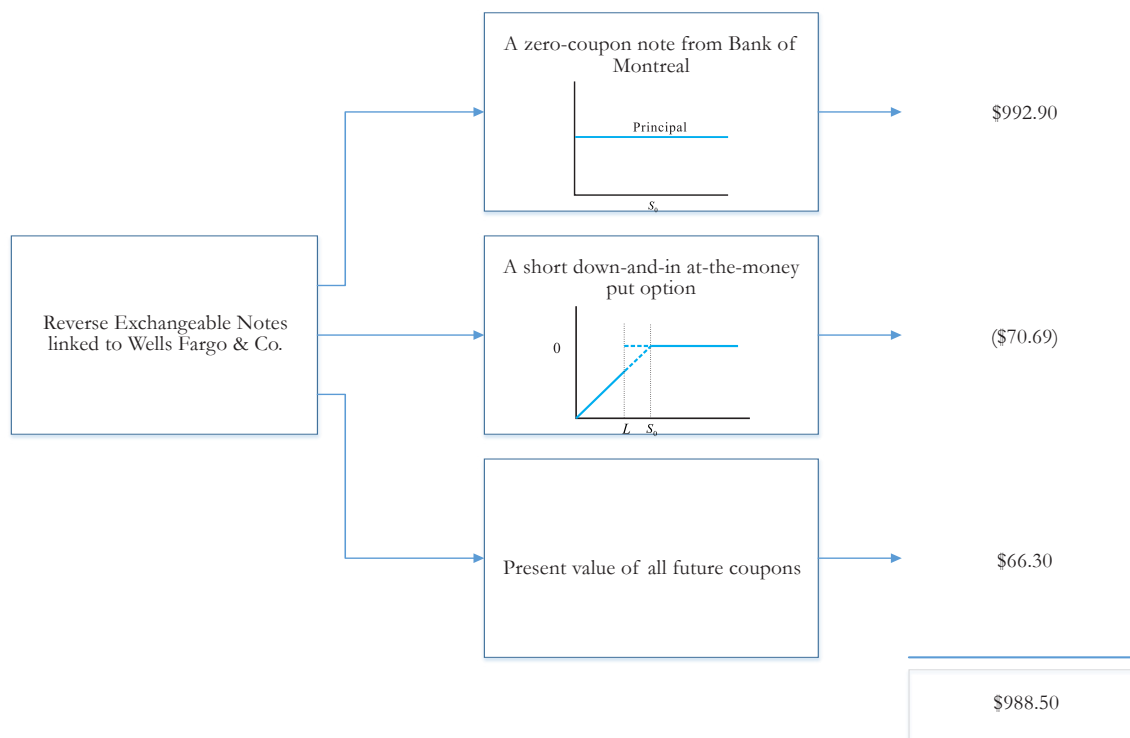 A zero-coupon note from Bank of
Montreal
Principal
S₀
$992.90
Reverse Exchangeable Notes
linked to Wells Fargo & Co.
A short down-and-in at-the-money
put option
0
L S₀
($70.69)
Present value of all future coupons
$66.30
$988.50